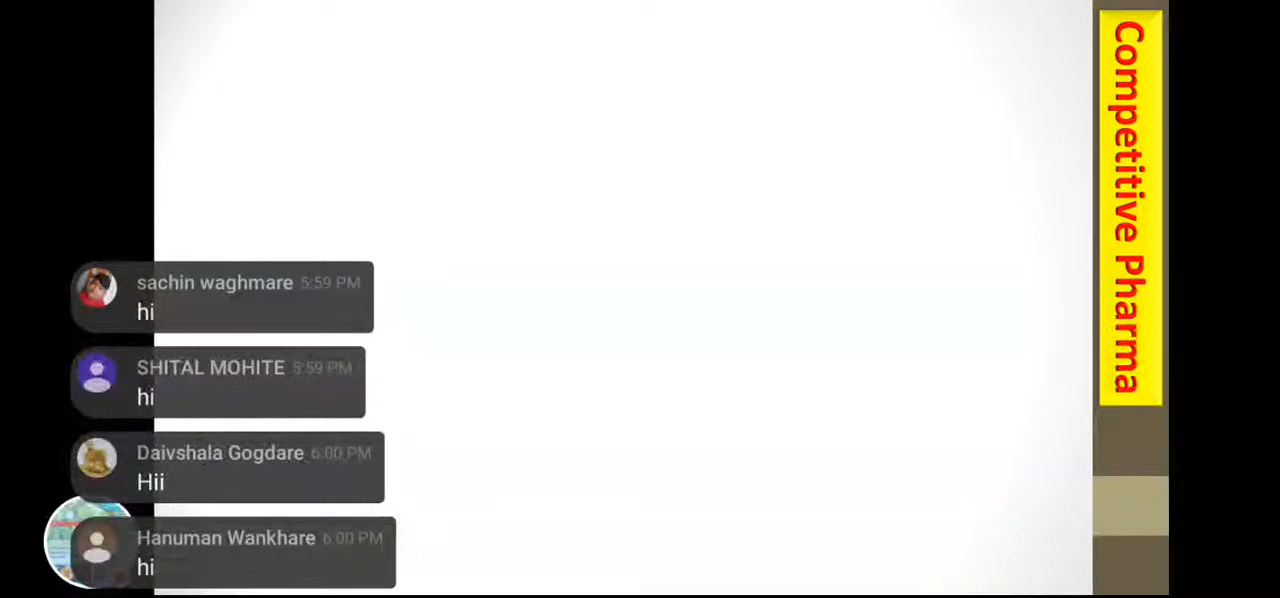 Competitive Pharma
sachin waghmare 5:59 PM
hi
SHITAL MOHITE 5:59 PM
hi
Daivshala Gogdare 6:00 PM
Hii
Hanuman Wankhare 6:00 PM
hi